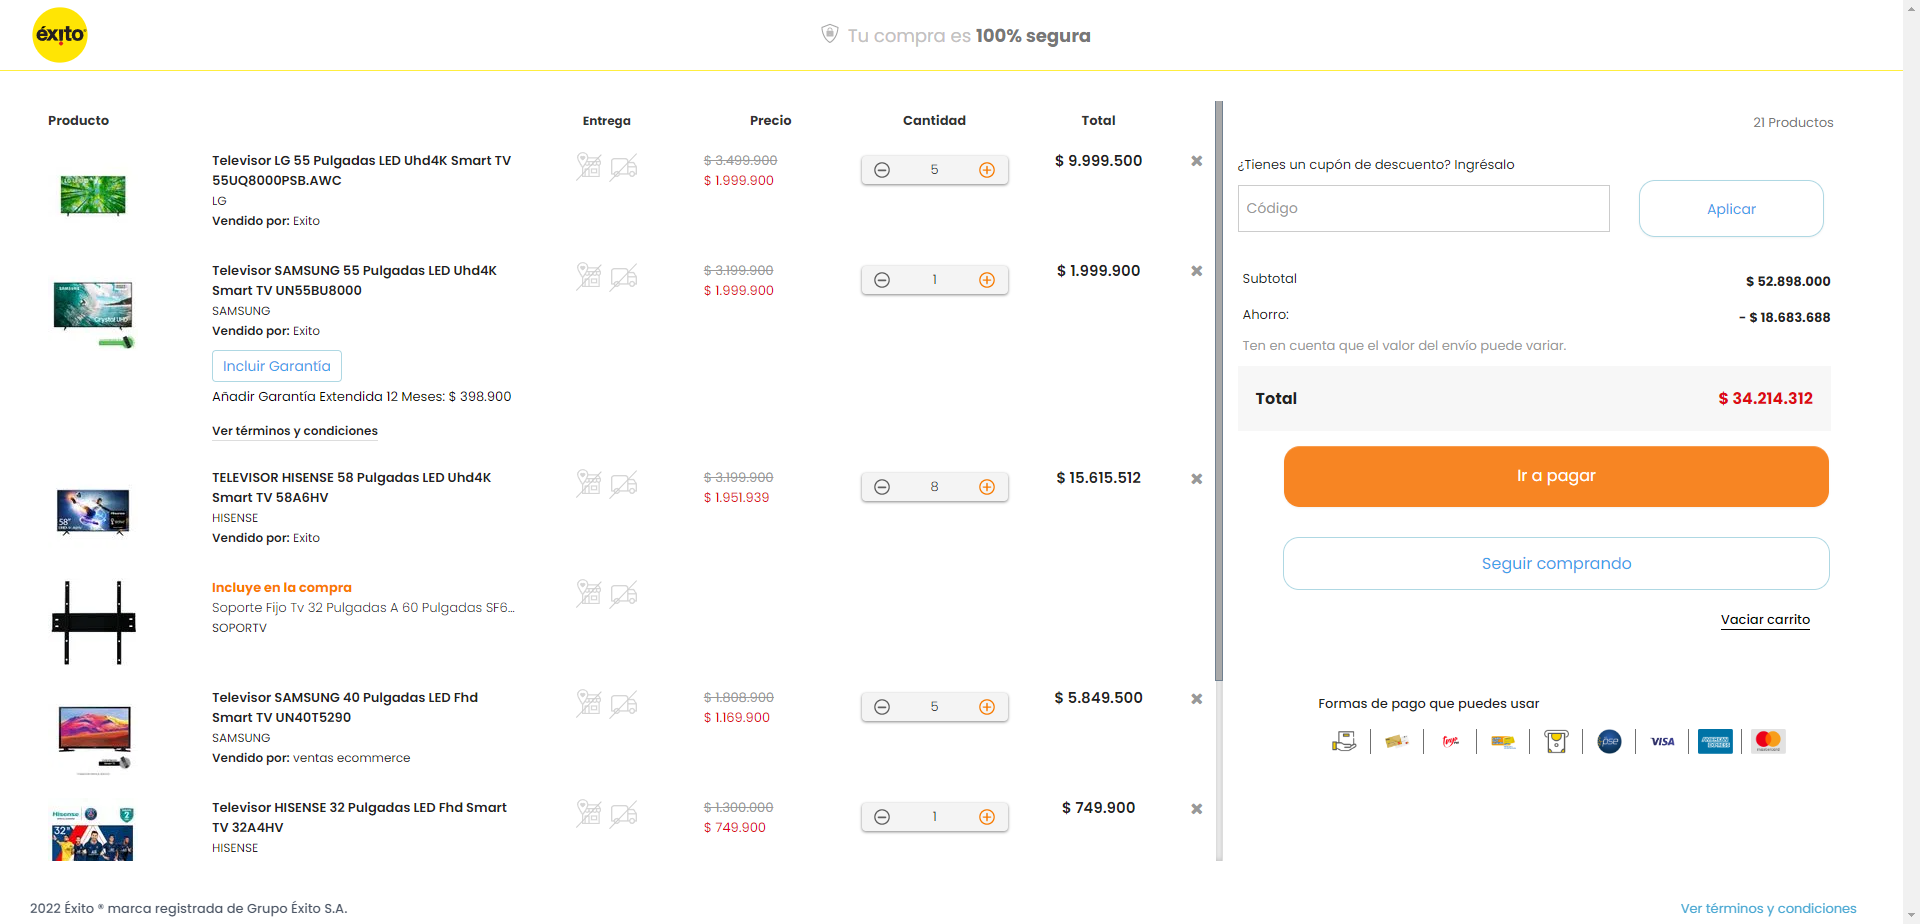 éxito
Tu compra es 100% segura
Producto Entrega Precio Cantidad Total
Televisor LG 55 Pulgadas LED Uhd4K Smart TV
55UQ8000PSB.AWC
LG
Vendido por: Exito
$ 3.499.900
$ 1.999.900
5
$ 9.999.500
Televisor SAMSUNG 55 Pulgadas LED Uhd4K
Smart TV UN55BU8000
SAMSUNG
Vendido por: Exito
$ 3.199.900
$ 1.999.900
1
$ 1.999.900
Incluir Garantía
Añadir Garantía Extendida 12 Meses: $ 398.900
Ver términos y condiciones
TELEVISOR HISENSE 58 Pulgadas LED Uhd4K
Smart TV 58A6HV
HISENSE
Vendido por: Exito
$ 3.199.900
$ 1.951.939
8
$ 15.615.512
58"
Incluye en la compra
Soporte Fijo Tv 32 Pulgadas A 60 Pulgadas SF6...
SOPORTV
Televisor SAMSUNG 40 Pulgadas LED Fhd
Smart TV UN40T5290
SAMSUNG
Vendido por: ventas ecommerce
$ 1.808.900
$ 1.169.900
5
$ 5.849.500
Televisor HISENSE 32 Pulgadas LED Fhd Smart
TV 32A4HV
HISENSE
$ 1.300.000
$ 749.900
1
$ 749.900
Hisense
32"
21 Productos
¿Tienes un cupón de descuento? Ingrésalo
Código
Aplicar
Subtotal $ 52.898.000
Ahorro: - $ 18.683.688
Ten en cuenta que el valor del envío puede variar.
Total $ 34.214.312
Ir a pagar
Seguir comprando
Vaciar carrito
Formas de pago que puedes usar
pse
VISA
AMERICAN EXPRESS
2022 Éxito ® marca registrada de Grupo Éxito S.A.
Ver términos y condiciones